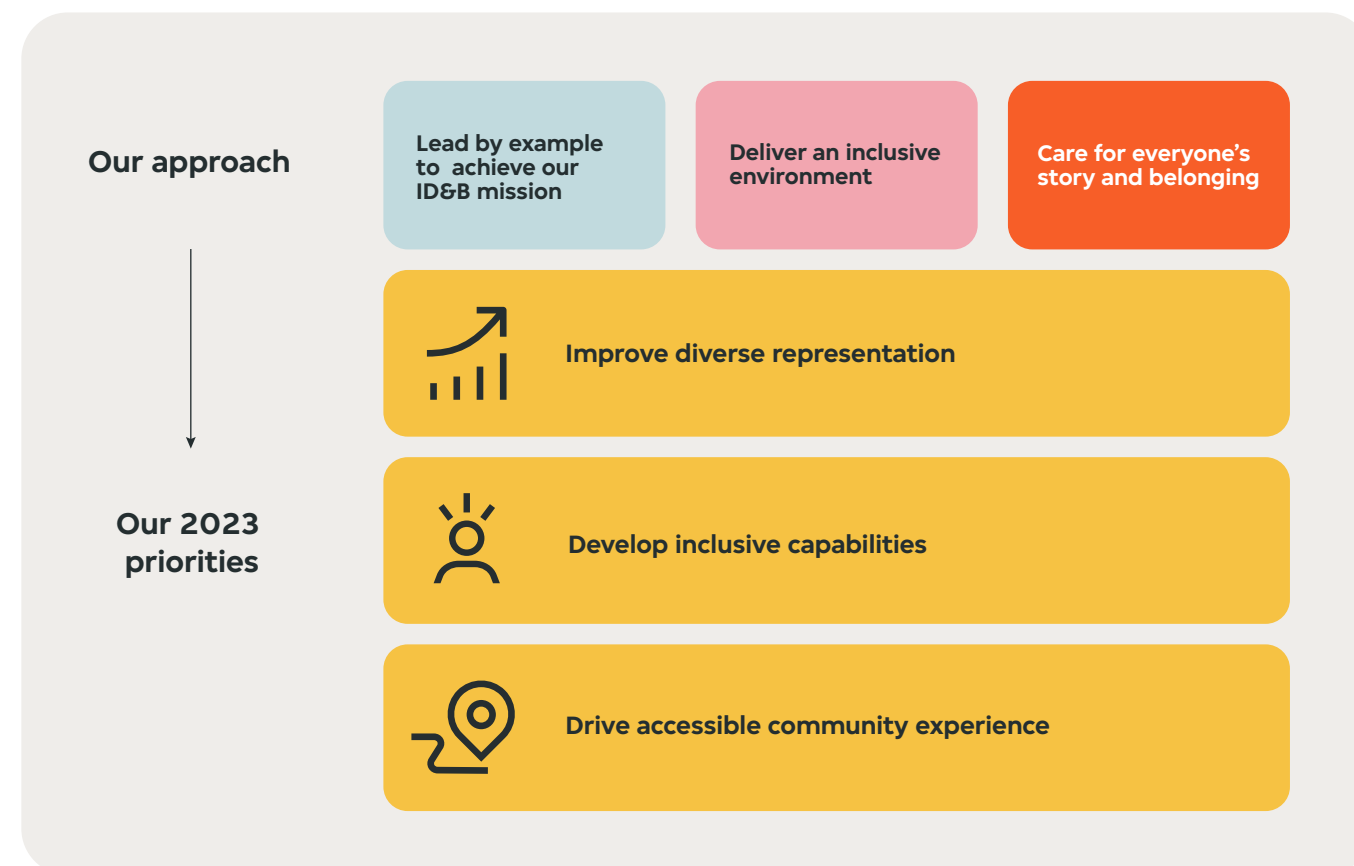 Our approach
Lead by example
to achieve our
ID&B mission
Deliver an inclusive
environment
Care for everyone’s
story and belonging
Improve diverse representation
Our 2023
priorities
Develop inclusive capabilities
Drive accessible community experience